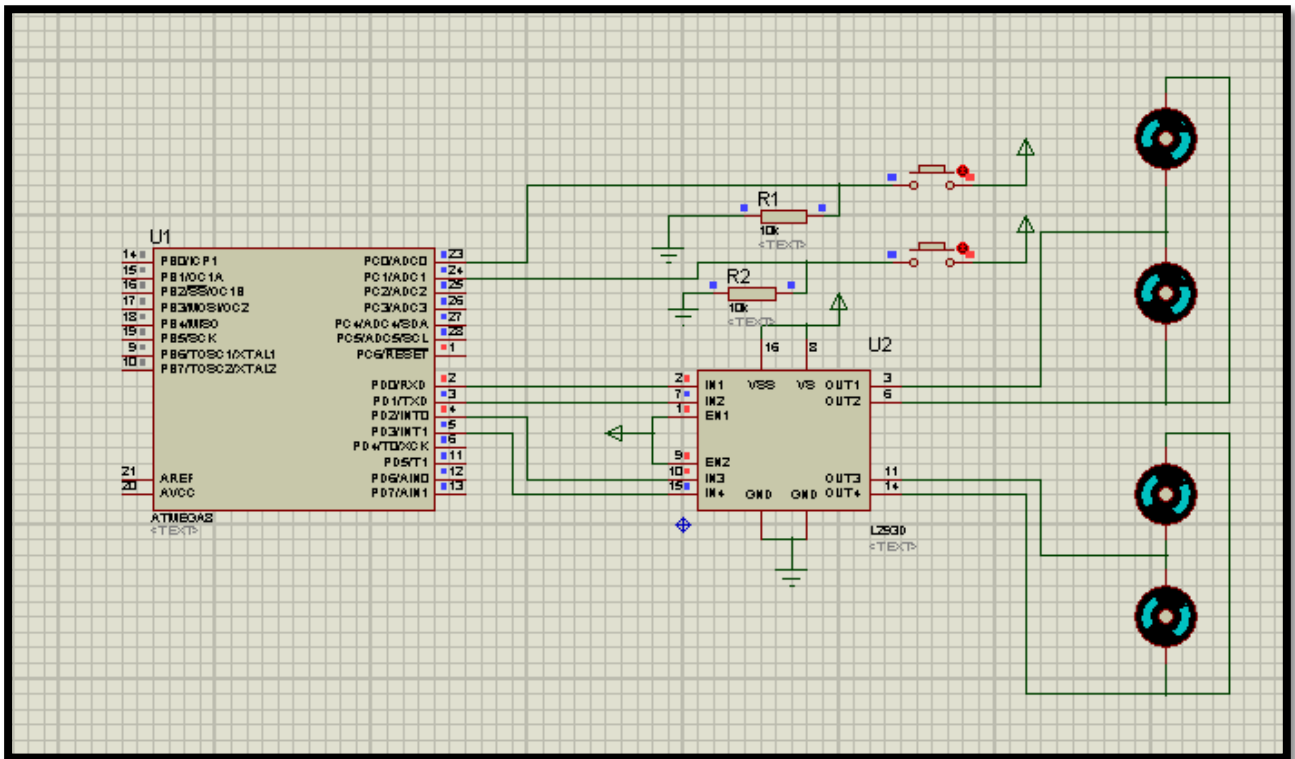 R1
10k
<TEXT>
R2
10k
<TEXT>
U1
14 PB0/ICP1
15 PB1/OC1A
16 PB2/SS/OC1B
17 PB3/MOSI/OC2
18 PB4/MISO
19 PB5/SCK
9 PB6/TOSC1/XTAL1
10 PB7/TOSC2/XTAL2
21 AREF
20 AVCC
PC0/ADC0 23
PC1/ADC1 24
PC2/ADC2 25
PC3/ADC3 26
PC4/ADC4/SDA 27
PC5/ADC5/SCL 28
PC6/RESET 1
PD0/RXD 2
PD1/TXD 3
PD2/INT0 4
PD3/INT1 5
PD4/T0/XCK 6
PD5/T1 11
PD6/AIN0 12
PD7/AIN1 13
ATMEGA8
<TEXT>
U2
16 8
2 IN1 VSS VS OUT1 3
7 IN2 OUT2 6
1 EN1
9 EN2
10 IN3 OUT3 11
15 IN4 GND GND OUT4 14
L293D
<TEXT>